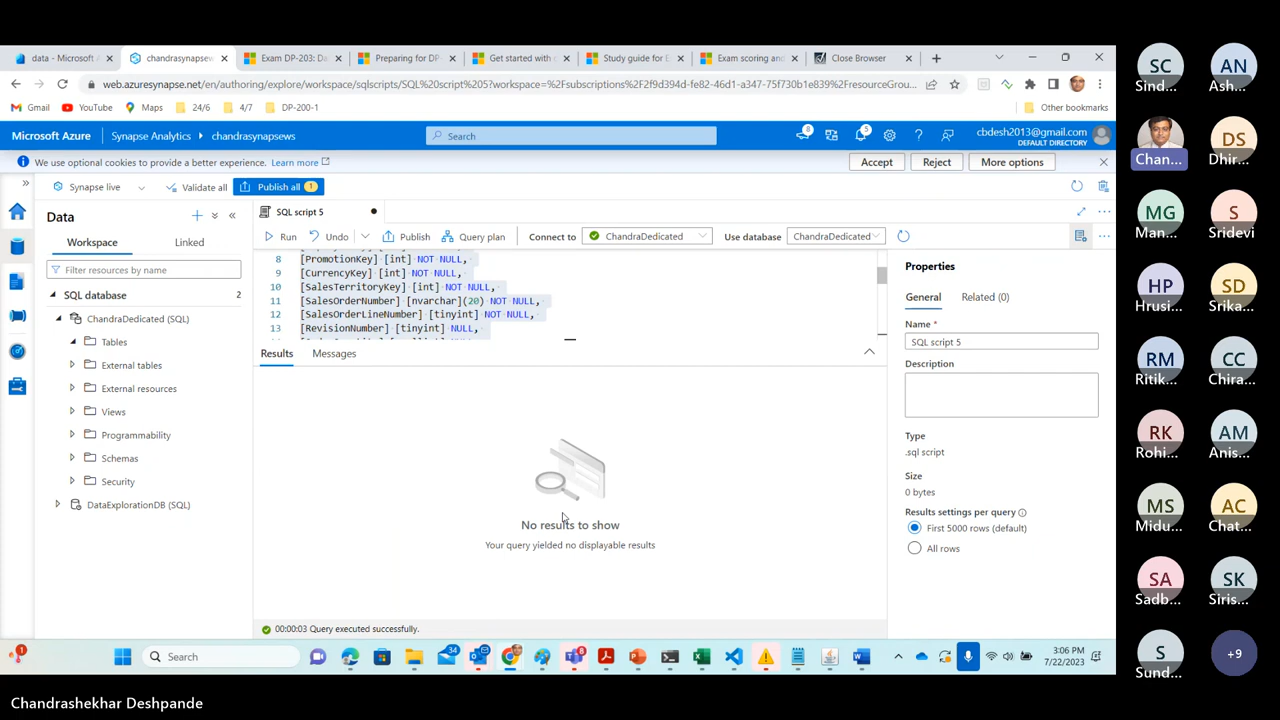 data - Microsoft A
chandrasynapsew
Exam DP-203: Da
Preparing for DP-
Get started with c
Study guide for E
Exam scoring and
Close Browser
web.azuresynapse.net/en/authoring/explore/workspace/sqlscripts/SQL%20script%205?workspace=%2Fsubscriptions%2F9d394d-fe82-46d1-a347-75f730b1e839%2FresourceGrou...
Gmail
YouTube
Maps
24/6
4/7
DP-200-1
Other bookmarks
Microsoft Azure
Synapse Analytics
chandrasynapsews
Search
8
5
cbdesh2013@gmail.com
DEFAULT DIRECTORY
We use optional cookies to provide a better experience. Learn more
Accept
Reject
More options
Synapse live
Validate all
Publish all 1
Data
Workspace
Linked
Filter resources by name
SQL database 2
ChandraDedicated (SQL)
Tables
External tables
External resources
Views
Programmability
Schemas
Security
DataExplorationDB (SQL)
SQL script 5
Run
Undo
Publish
Query plan
Connect to
ChandraDedicated
Use database
ChandraDedicated
8 [PromotionKey] [int] NOT NULL,
9 [CurrencyKey] [int] NOT NULL,
10 [SalesTerritoryKey] [int] NOT NULL,
11 [SalesOrderNumber] [nvarchar](20) NOT NULL,
12 [SalesOrderLineNumber] [tinyint] NOT NULL,
13 [RevisionNumber] [tinyint] NULL,
Results
Messages
No results to show
Your query yielded no displayable results
00:00:03 Query executed successfully.
Properties
General
Related (0)
Name *
SQL script 5
Description
Type
.sql script
Size
0 bytes
Results settings per query
First 5000 rows (default)
All rows
1
Search
34
8
3:06 PM
7/22/2023
SC
Sind...
AN
Ash...
Chan...
DS
Dhir...
MG
Man...
S
Sridevi
HP
Hrusi...
SD
Srika...
RM
Ritik...
CC
Chira...
RK
Rohi...
AM
Anis...
MS
Midu...
AC
Chat...
SA
Sadb...
SK
Siris...
S
Sund...
+9
Chandrashekhar Deshpande